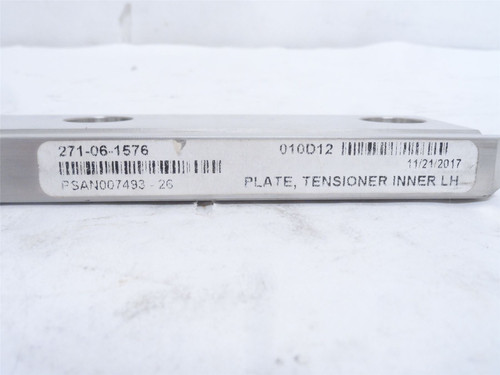 271-06-1576 010D12
11/21/2017
PSAN007493 - 26 PLATE, TENSIONER INNER LH